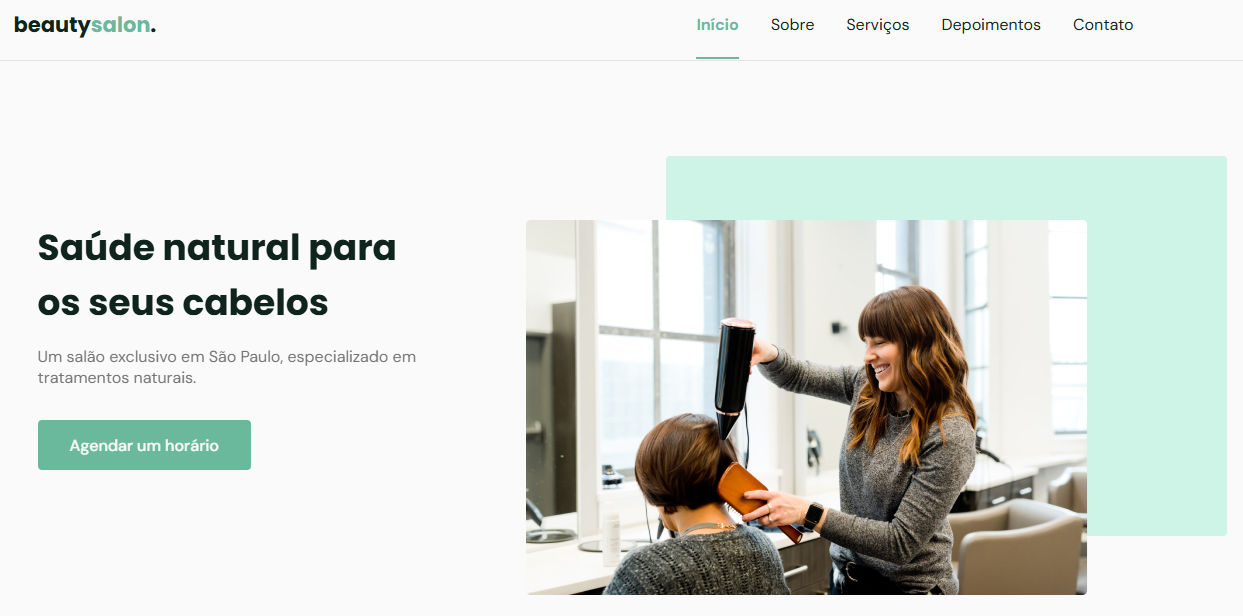 beautysalon.
Início Sobre Serviços Depoimentos Contato
Saúde natural para
os seus cabelos
Um salão exclusivo em São Paulo, especializado em
tratamentos naturais.
Agendar um horário